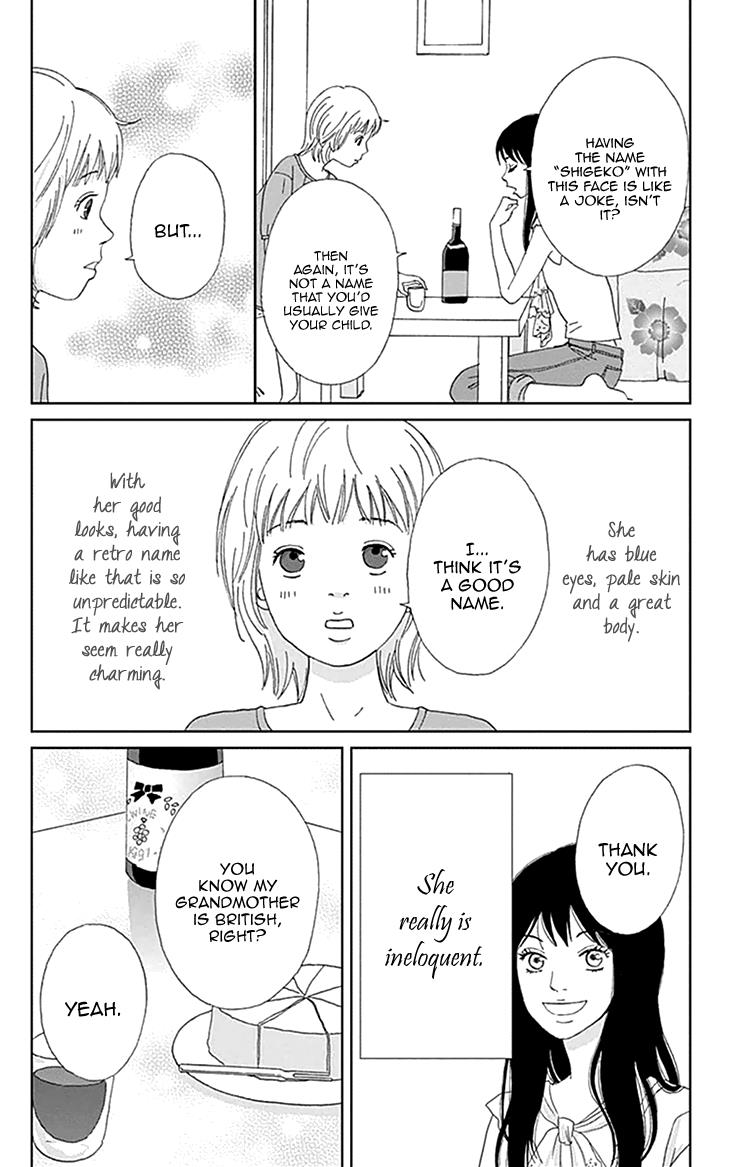 HAVING
THE NAME
“SHIGEKO” WITH
THIS FACE IS LIKE
A JOKE, ISN’T
IT?
THEN
AGAIN, IT’S
NOT A NAME
THAT YOU’D
USUALLY GIVE
YOUR CHILD.
BUT...
She
has blue
eyes, pale skin
and a great
body.
I...
THINK IT’S
A GOOD
NAME.
With
her good
looks, having
a retro name
like that is so
unpredictable.
It makes her
seem really
charming.
THANK
YOU.
She
really is
ineloquent.
YOU
KNOW MY
GRANDMOTHER
IS BRITISH,
RIGHT?
YEAH.